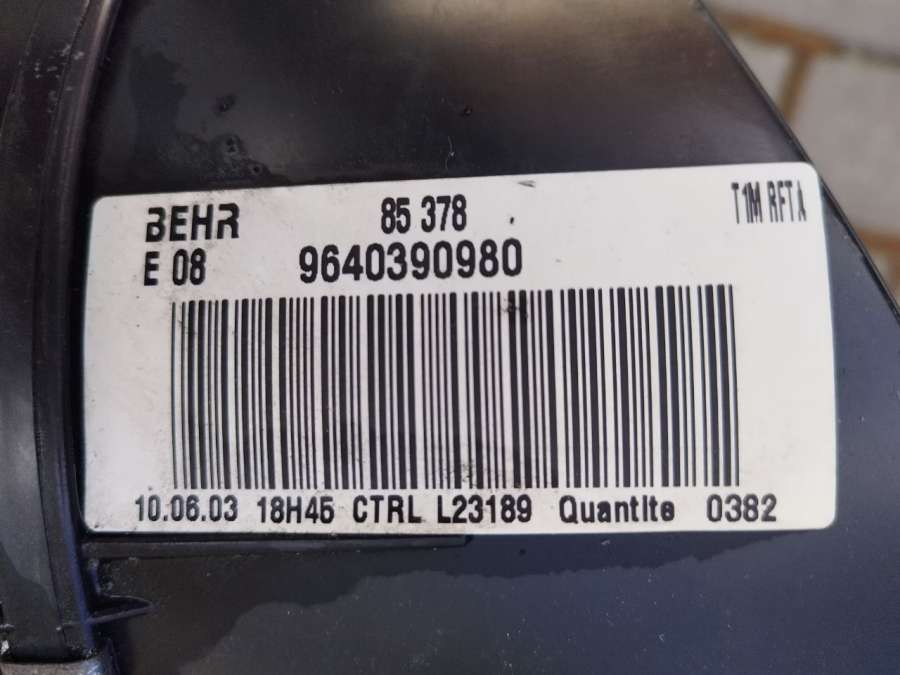 BEHR 85 378 T1M RFTA
E 08 9640390980
10.06.03 18H45 CTRL L23189 Quantite 0382